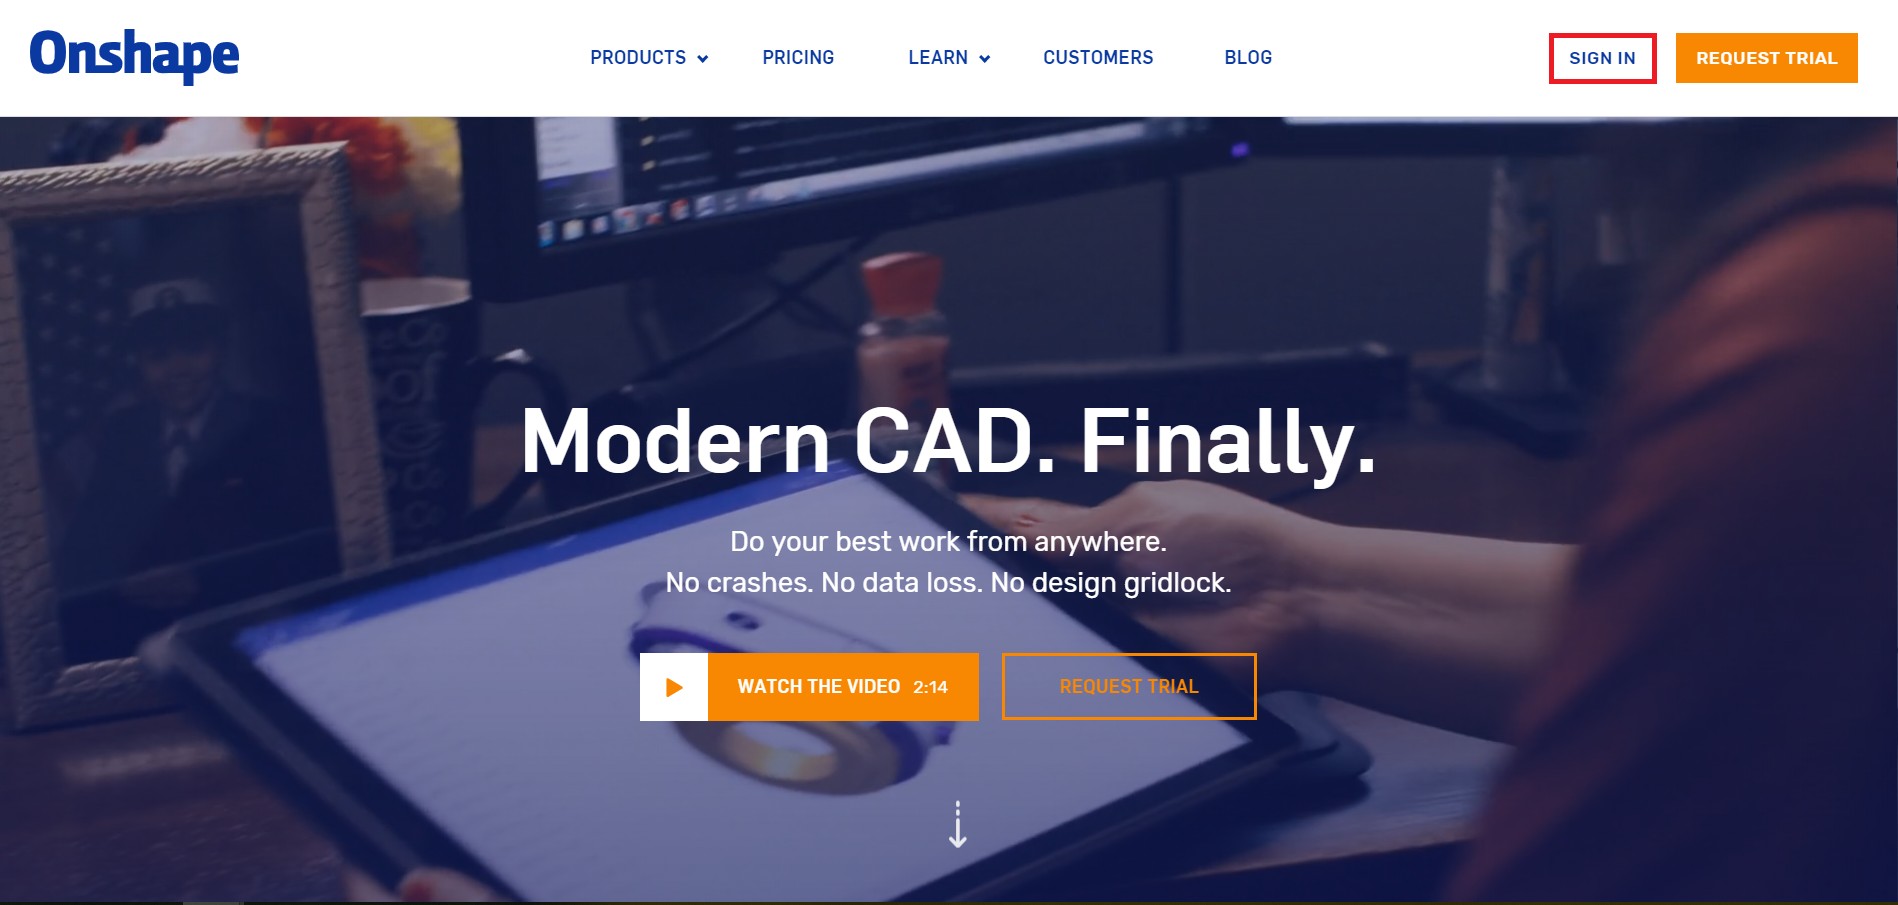 Onshape
PRODUCTS
PRICING
LEARN
CUSTOMERS
BLOG
SIGN IN
REQUEST TRIAL
Modern CAD. Finally.
Do your best work from anywhere.
No crashes. No data loss. No design gridlock.
WATCH THE VIDEO 2:14
REQUEST TRIAL